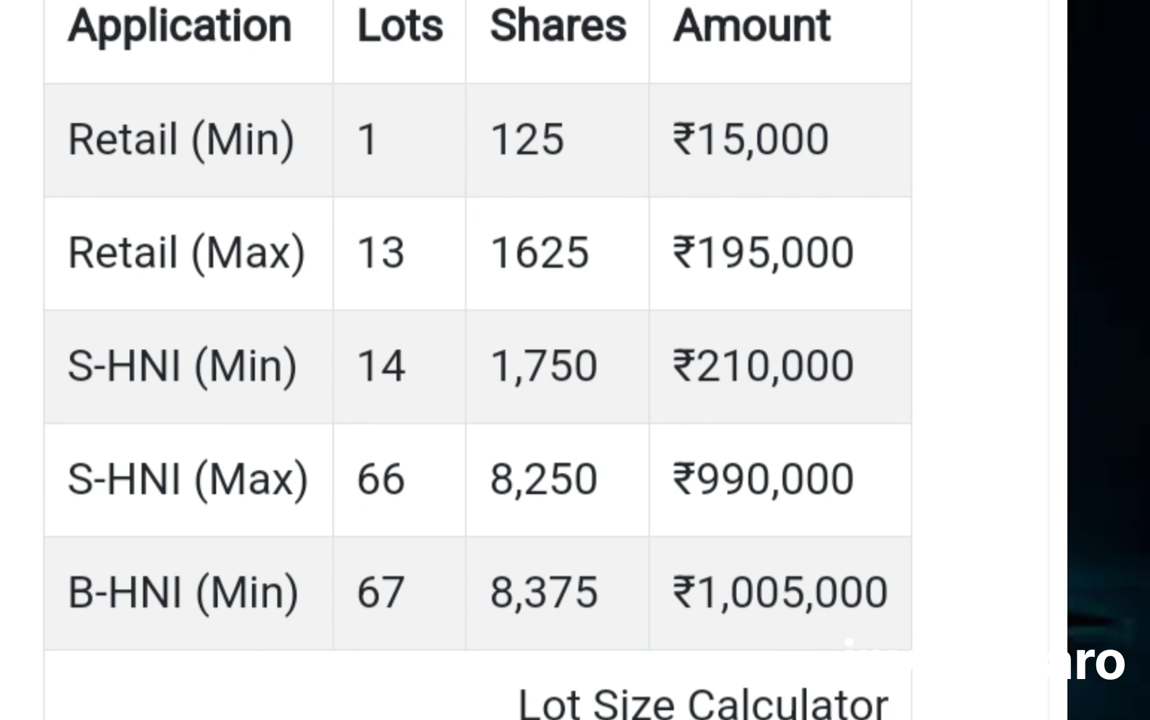 Application Lots Shares Amount
Retail (Min) 1 125 ₹15,000
Retail (Max) 13 1625 ₹195,000
S-HNI (Min) 14 1,750 ₹210,000
S-HNI (Max) 66 8,250 ₹990,000
B-HNI (Min) 67 8,375 ₹1,005,000
Lot Size Calculator